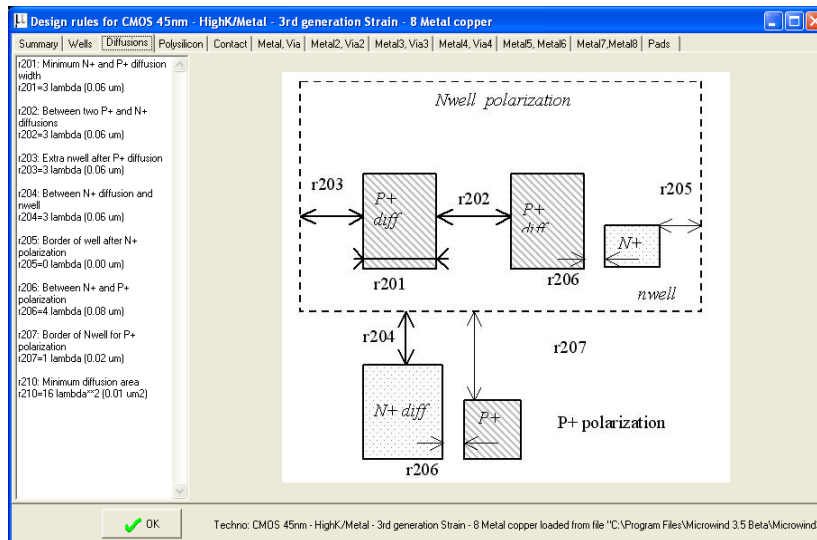 Design rules for CMOS 45nm - HighK/Metal - 3rd generation Strain - 8 Metal copper
Summary Wells Diffusions Polysilicon Contact Metal, Via Metal2, Via2 Metal3, Via3 Metal4, Via4 Metal5, Metal6 Metal7,Metal8 Pads
r201: Minimum N+ and P+ diffusion
width
r201=3 lambda (0.06 um)
r202: Between two P+ and N+
diffusions
r202=3 lambda (0.06 um)
r203: Extra nwell after P+ diffusion
r203=3 lambda (0.06 um)
r204: Between N+ diffusion and
nwell
r204=3 lambda (0.06 um)
r205: Border of well after N+
polarization
r205=0 lambda (0.00 um)
r206: Between N+ and P+
polarization
r206=4 lambda (0.08 um)
r207: Border of Nwell for P+
polarization
r207=1 lambda (0.02 um)
r210: Minimum diffusion area
r210=16 lambda**2 (0.01 um2)
Nwell polarization
r203
P+
diff
r202
P+
diff
r205
N+
r201
r206
nwell
r204
r207
N+ diff
P+
P+ polarization
r206
OK
Techno: CMOS 45nm - HighK/Metal - 3rd generation Strain - 8 Metal copper loaded from file "C:\Program Files\Microwind 3.5 Beta\Microwind